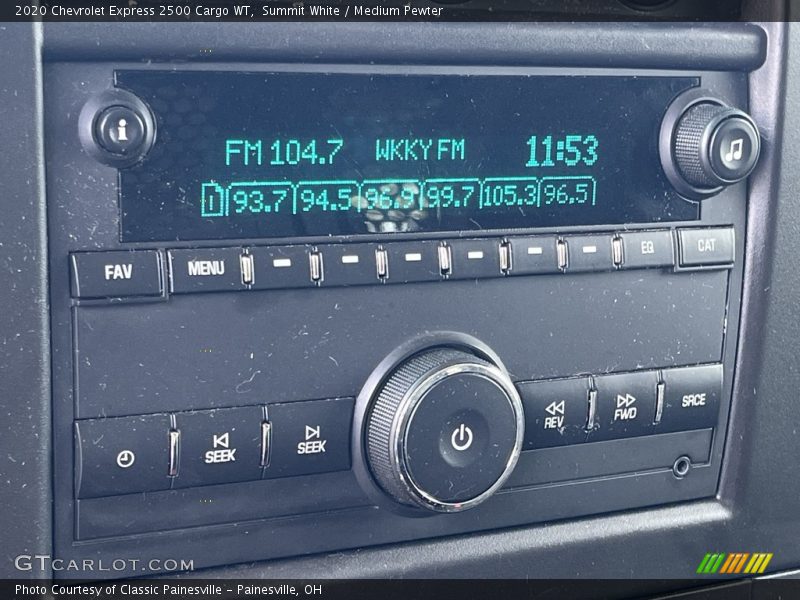 2020 Chevrolet Express 2500 Cargo WT, Summit White / Medium Pewter
i
FM 104.7 WKKY FM 11:53
1 93.7 94.5 96.9 99.7 105.3 96.5
FAV MENU EQ CAT
SEEK SEEK REV FWD SRCE
GTCARLOT.COM
Photo Courtesy of Classic Painesville - Painesville, OH